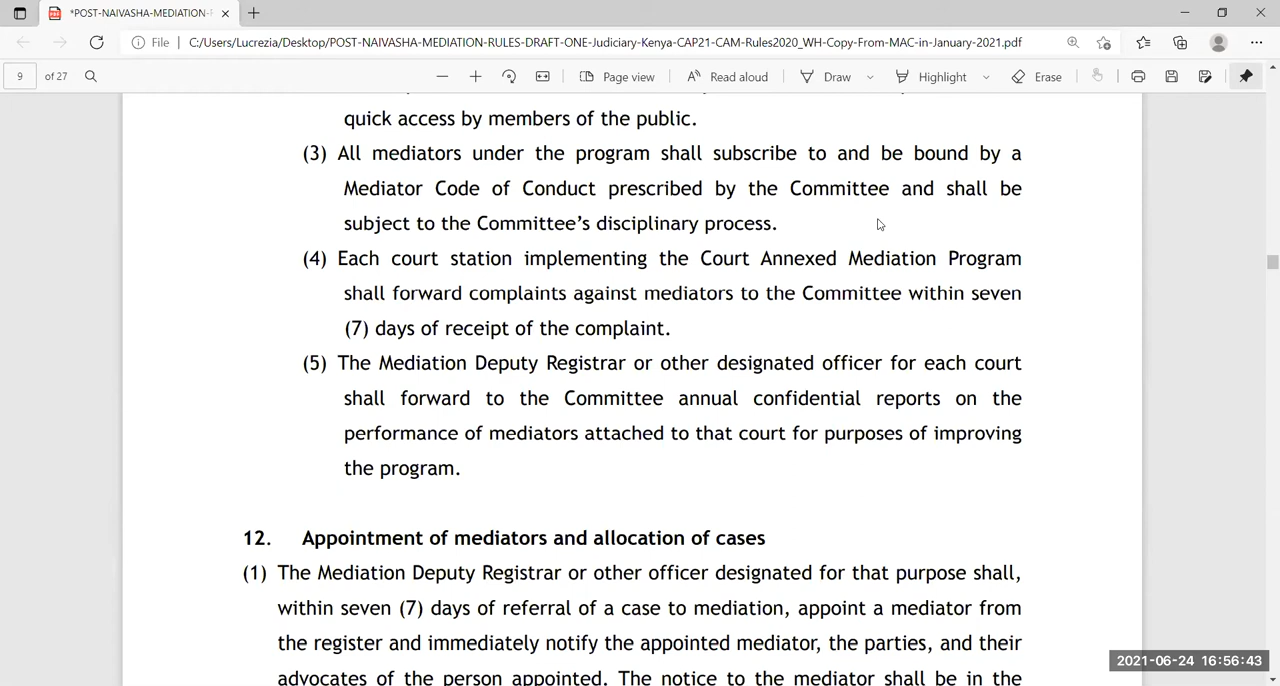 *POST-NAIVASHA-MEDIATION-
File
C:/Users/Lucrezia/Desktop/POST-NAIVASHA-MEDIATION-RULES-DRAFT-ONE-Judiciary-Kenya-CAP21-CAM-Rules2020_WH-Copy-From-MAC-in-January-2021.pdf
9 of 27
Page view
Read aloud
Draw
Highlight
Erase
quick access by members of the public.
(3) All mediators under the program shall subscribe to and be bound by a
Mediator Code of Conduct prescribed by the Committee and shall be
subject to the Committee’s disciplinary process.
(4) Each court station implementing the Court Annexed Mediation Program
shall forward complaints against mediators to the Committee within seven
(7) days of receipt of the complaint.
(5) The Mediation Deputy Registrar or other designated officer for each court
shall forward to the Committee annual confidential reports on the
performance of mediators attached to that court for purposes of improving
the program.
12. Appointment of mediators and allocation of cases
(1) The Mediation Deputy Registrar or other officer designated for that purpose shall,
within seven (7) days of referral of a case to mediation, appoint a mediator from
the register and immediately notify the appointed mediator, the parties, and their
advocates of the person appointed. The notice to the mediator shall be in the
2021-06-24 16:56:43